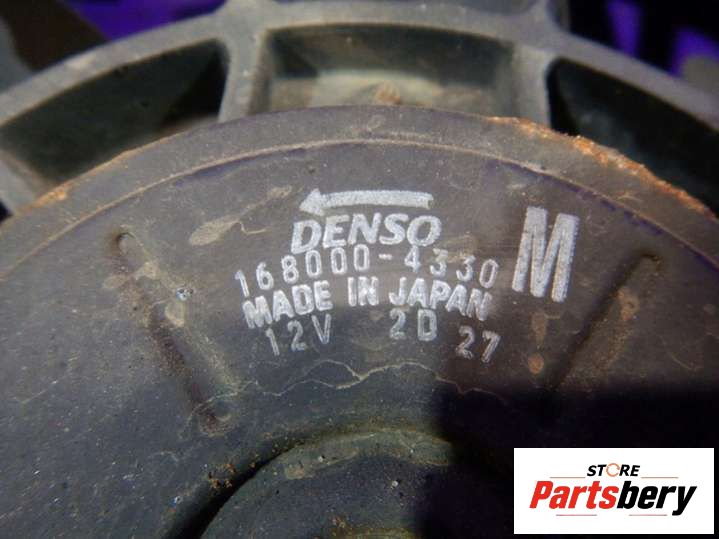 DENSO
168000-4330 M
MADE IN JAPAN
12V 2D 27
STORE
Partsbery